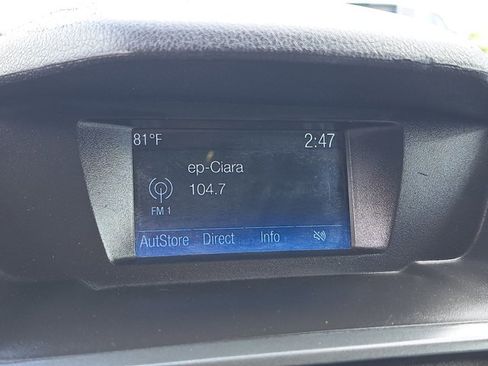 81°F 2:47
ep-Ciara
104.7
FM 1
AutStore Direct Info